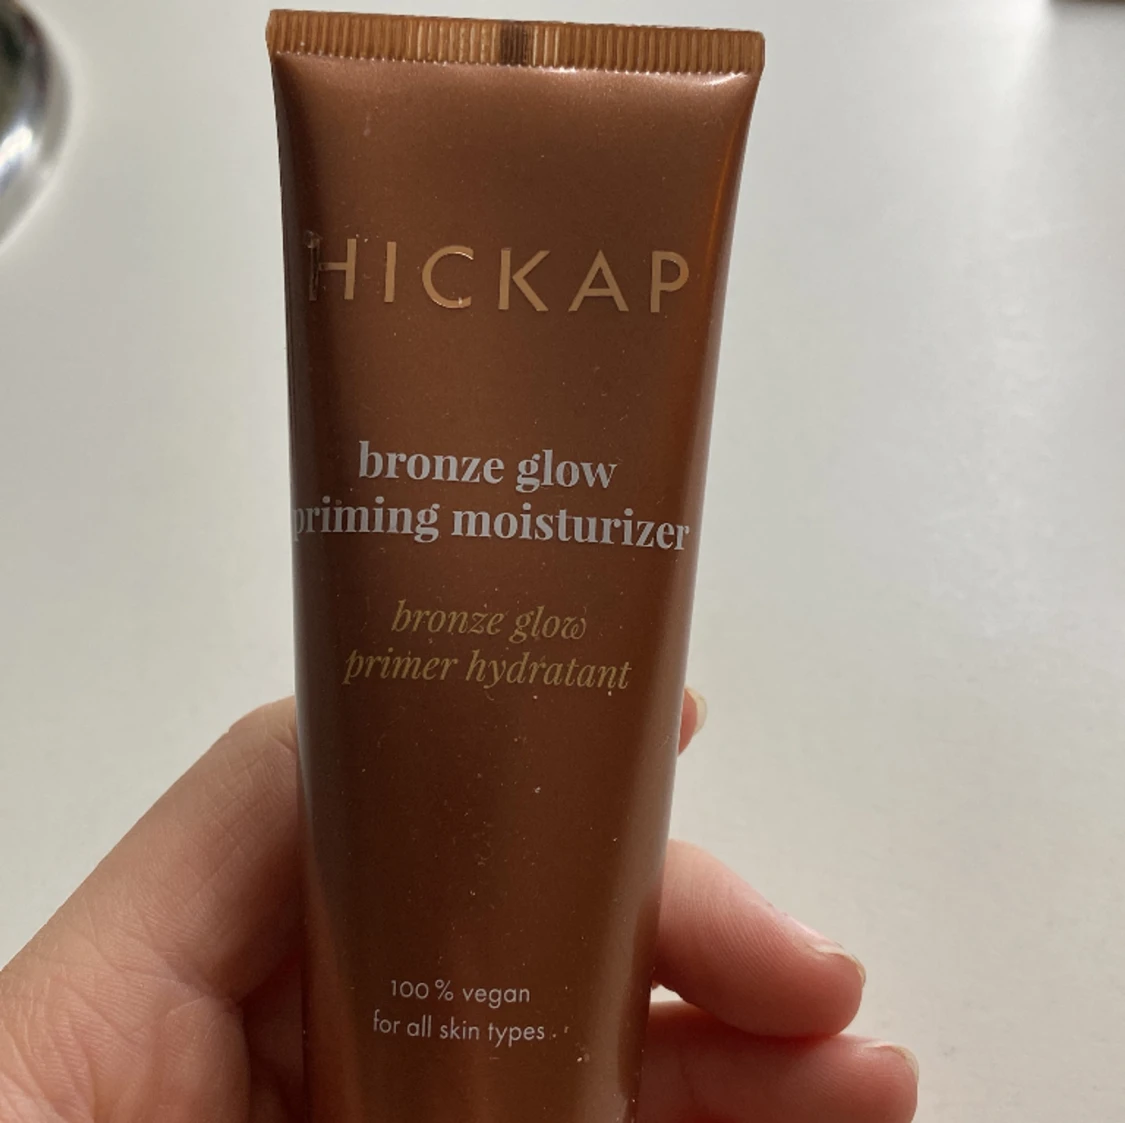 HICKAP
bronze glow
priming moisturizer
bronze glow
primer hydratant
100% vegan
for all skin types